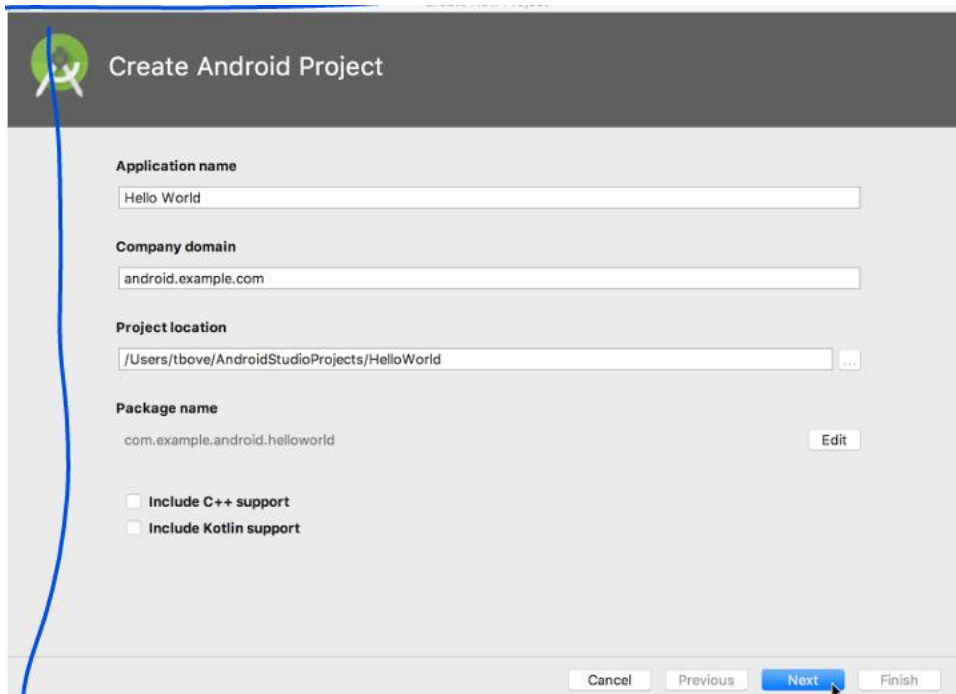 Create Android Project
Application name
Hello World
Company domain
android.example.com
Project location
/Users/tbove/AndroidStudioProjects/HelloWorld
...
Package name
com.example.android.helloworld
Edit
Include C++ support
Include Kotlin support
Cancel
Previous
Next
Finish